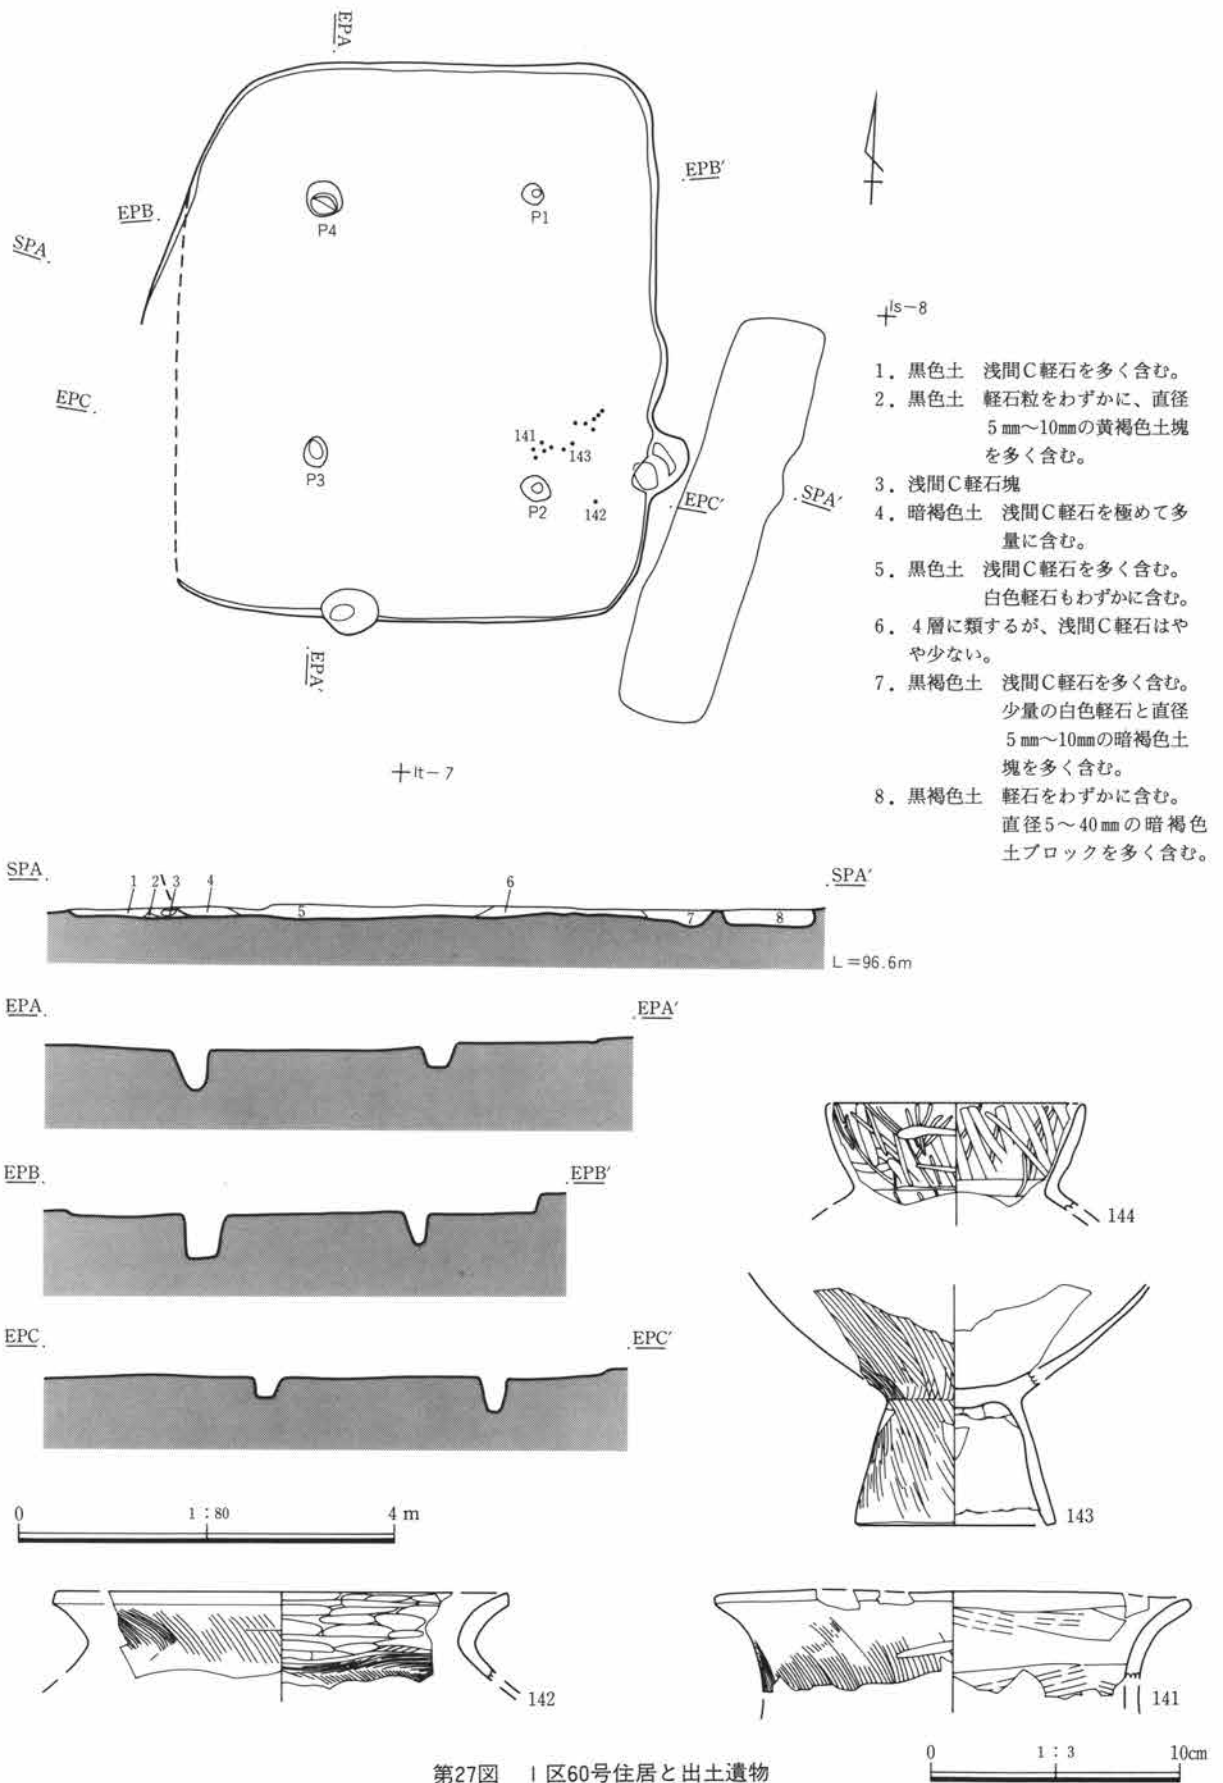 EPA
EPB′
EPB
P4
P1
SPA
ls-8
EPC
141
143
P3
P2
142
EPC′
SPA′
EPA′
lt-7
1．黒色土　浅間C軽石を多く含む。
2．黒色土　軽石粒をわずかに、直径
5㎜～10㎜の黄褐色土塊
を多く含む。
3．浅間C軽石塊
4．暗褐色土　浅間C軽石を極めて多
量に含む。
5．黒色土　浅間C軽石を多く含む。
白色軽石もわずかに含む。
6．4層に類するが、浅間C軽石はや
や少ない。
7．黒褐色土　浅間C軽石を多く含む。
少量の白色軽石と直径
5㎜～10㎜の暗褐色土
塊を多く含む。
8．黒褐色土　軽石をわずかに含む。
直径5～40㎜の暗褐色
土ブロックを多く含む。
SPA
1 2 3 4 5 6 7 8
SPA′
L=96.6m
EPA
EPA′
EPB
EPB′
144
EPC
EPC′
143
0 1：80 4 m
142
141
0 1：3 10cm
第27図　Ⅰ区60号住居と出土遺物